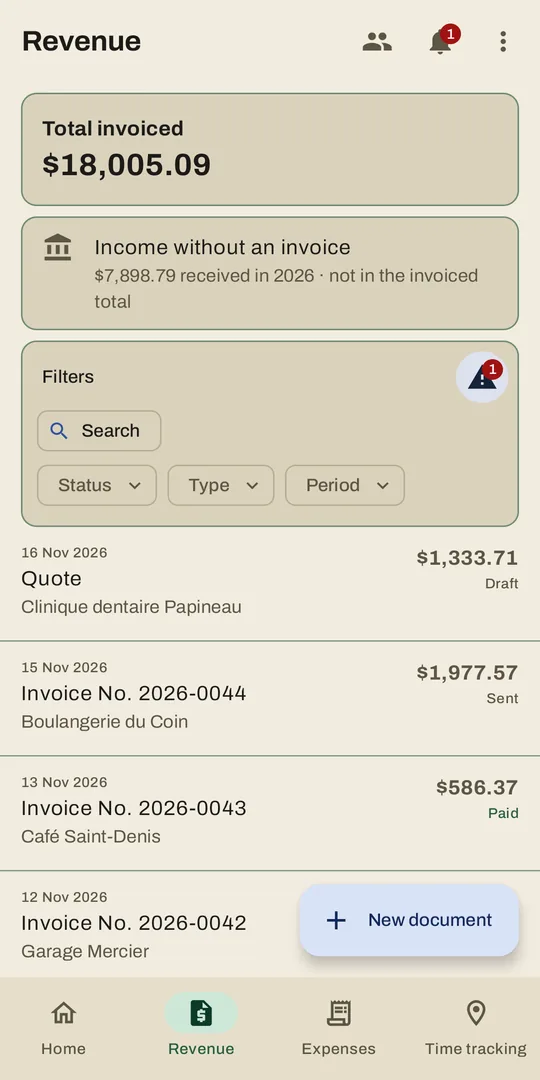 Revenue
1
Total invoiced
$18,005.09
Income without an invoice
$7,898.79 received in 2026 · not in the invoiced
total
Filters
1
Search
Status
Type
Period
16 Nov 2026
$1,333.71
Quote
Draft
Clinique dentaire Papineau
15 Nov 2026
$1,977.57
Invoice No. 2026-0044
Sent
Boulangerie du Coin
13 Nov 2026
$586.37
Invoice No. 2026-0043
Paid
Café Saint-Denis
12 Nov 2026
Invoice No. 2026-0042
Garage Mercier
New document
Home
Revenue
Expenses
Time tracking